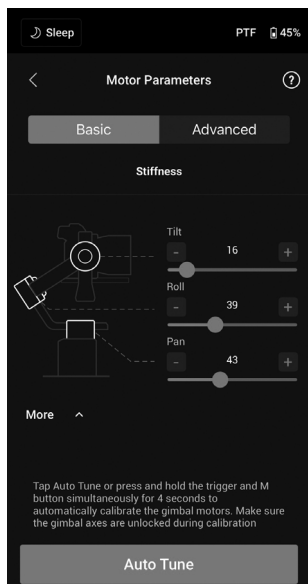 Sleep PTF 45%
Motor Parameters ?
Basic Advanced
Stiffness
Tilt
- 16 +
Roll
- 39 +
Pan
- 43 +
More
Tap Auto Tune or press and hold the trigger and M
button simultaneously for 4 seconds to
automatically calibrate the gimbal motors. Make sure
the gimbal axes are unlocked during calibration
Auto Tune